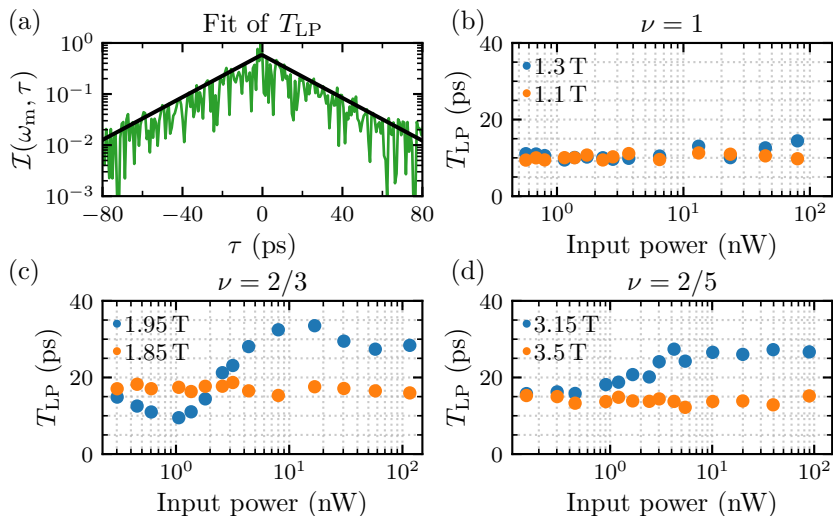 (a)
Fit of T_LP
10^0
10^−1
10^−2
10^−3
I(ω_m, τ)
−80 −40 0 40 80
τ (ps)
(b)
ν = 1
1.3 T
1.1 T
40
20
0
T_LP (ps)
10^0 10^1 10^2
Input power (nW)
(c)
ν = 2/3
1.95 T
1.85 T
40
20
0
T_LP (ps)
10^0 10^1 10^2
Input power (nW)
(d)
ν = 2/5
3.15 T
3.5 T
40
20
0
T_LP (ps)
10^0 10^1 10^2
Input power (nW)